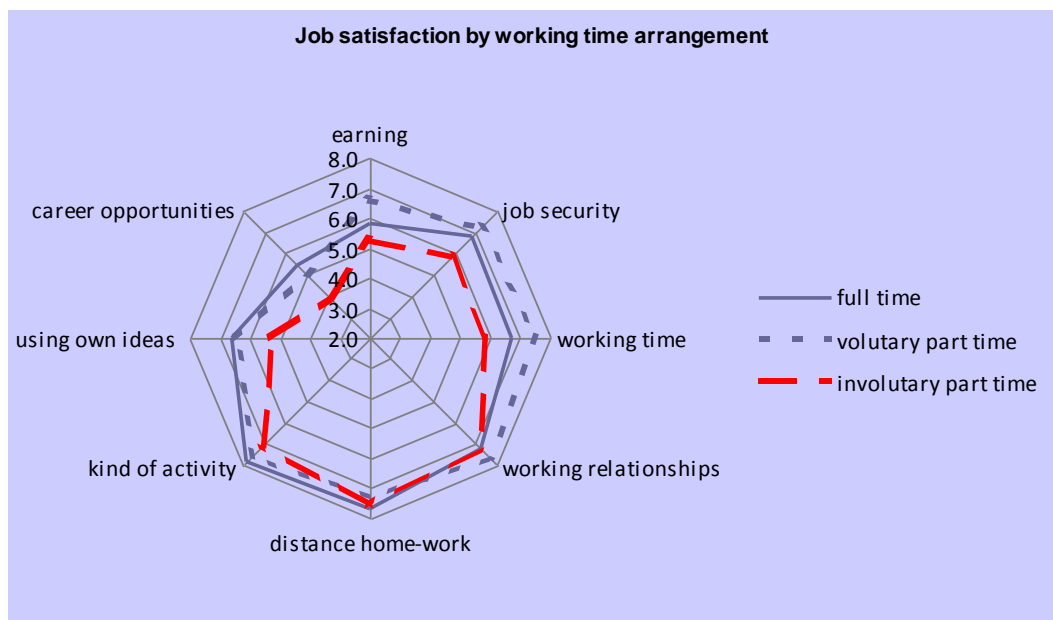 Job satisfaction by working time arrangement
earning
8.0
7.0
6.0
5.0
4.0
3.0
2.0
career opportunities
job security
using own ideas
working time
kind of activity
working relationships
distance home-work
full time
volutary part time
involutary part time